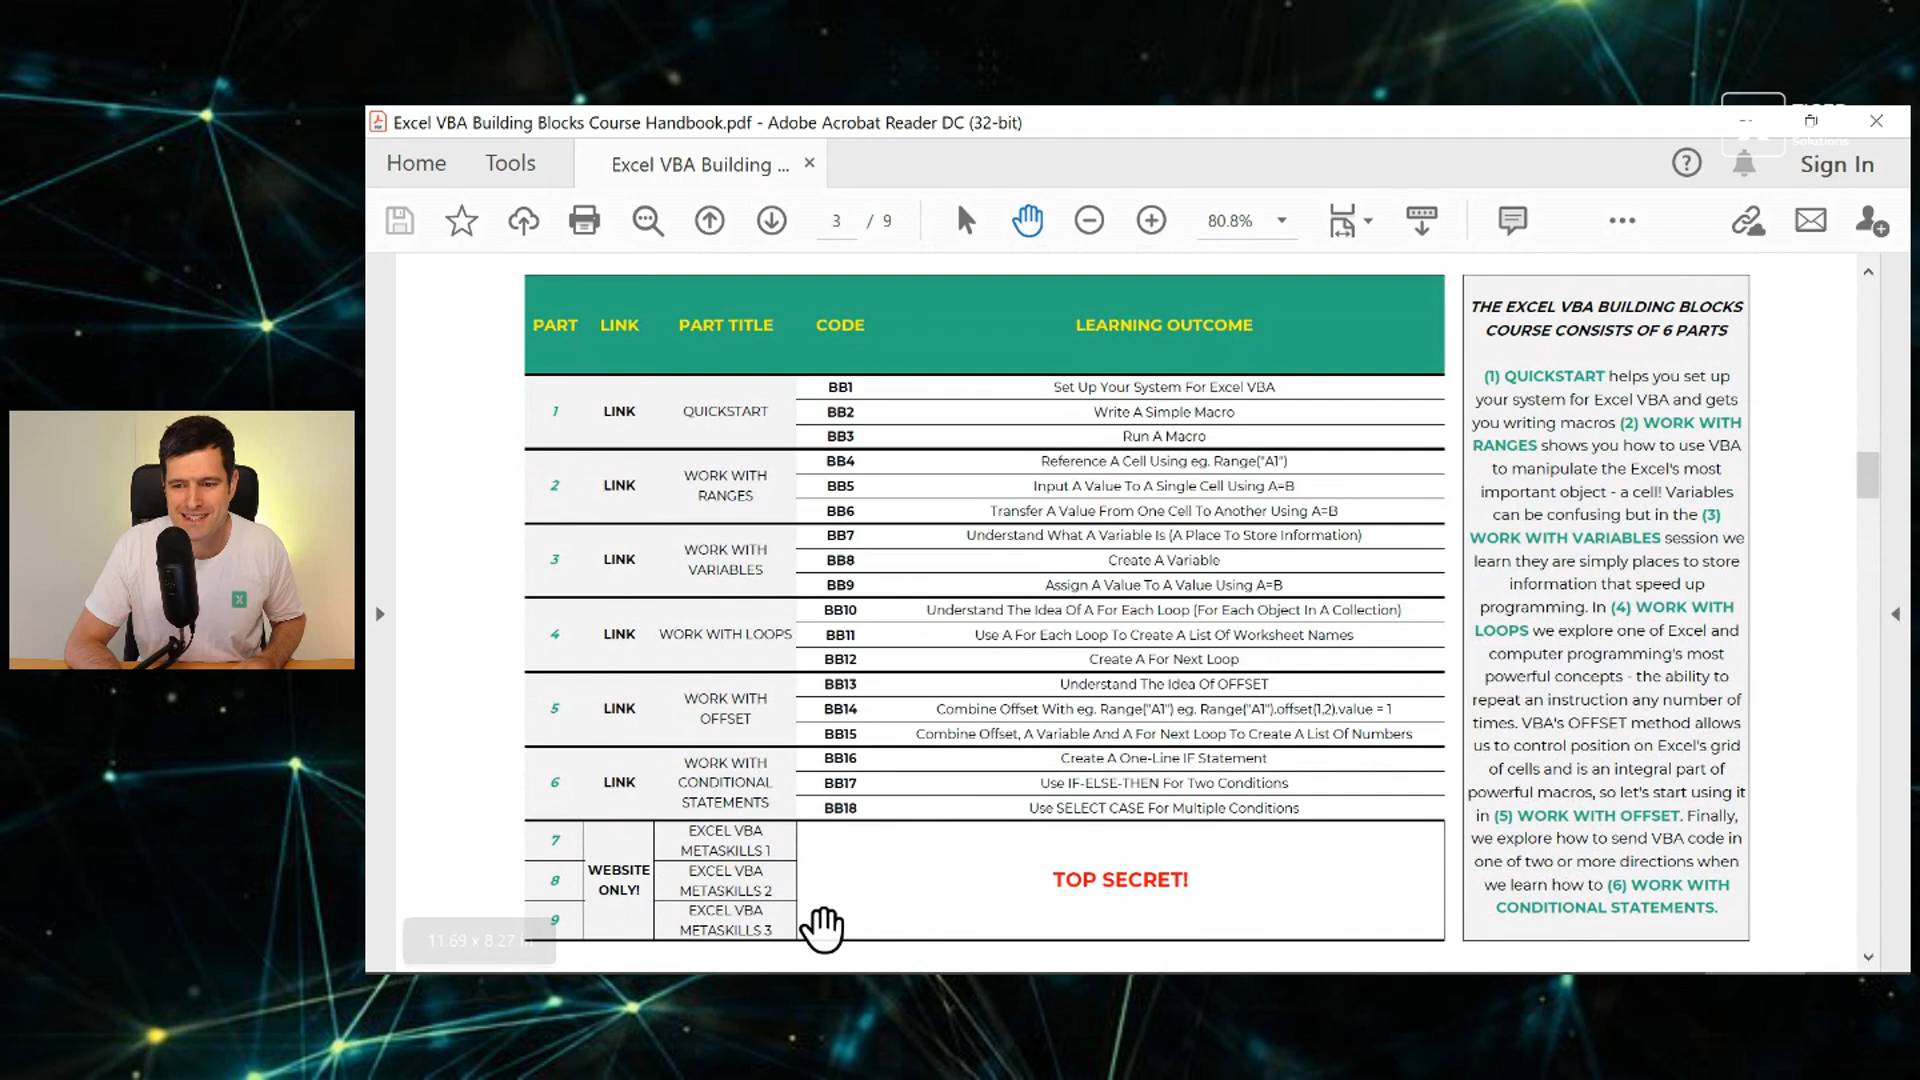 Excel VBA Building Blocks Course Handbook.pdf - Adobe Acrobat Reader DC (32-bit)
Home
Tools
Excel VBA Building ...
Sign In
3 / 9
80.8%
PART LINK PART TITLE CODE LEARNING OUTCOME
1 LINK QUICKSTART
BB1 Set Up Your System For Excel VBA
BB2 Write A Simple Macro
BB3 Run A Macro
2 LINK WORK WITH
RANGES
BB4 Reference A Cell Using eg. Range("A1")
BB5 Input A Value To A Single Cell Using A=B
BB6 Transfer A Value From One Cell To Another Using A=B
3 LINK WORK WITH
VARIABLES
BB7 Understand What A Variable Is (A Place To Store Information)
BB8 Create A Variable
BB9 Assign A Value To A Value Using A=B
4 LINK WORK WITH LOOPS
BB10 Understand The Idea Of A For Each Loop (For Each Object In A Collection)
BB11 Use A For Each Loop To Create A List Of Worksheet Names
BB12 Create A For Next Loop
5 LINK WORK WITH
OFFSET
BB13 Understand The Idea Of OFFSET
BB14 Combine Offset With eg. Range("A1") eg. Range("A1").offset(1,2).value = 1
BB15 Combine Offset, A Variable And A For Next Loop To Create A List Of Numbers
6 LINK WORK WITH
CONDITIONAL
STATEMENTS
BB16 Create A One-Line IF Statement
BB17 Use IF-ELSE-THEN For Two Conditions
BB18 Use SELECT CASE For Multiple Conditions
7 EXCEL VBA
METASKILLS 1
8 EXCEL VBA
METASKILLS 2
9 EXCEL VBA
METASKILLS 3
WEBSITE
ONLY!
TOP SECRET!
11.69 x 8.27 in
THE EXCEL VBA BUILDING BLOCKS
COURSE CONSISTS OF 6 PARTS
(1) QUICKSTART helps you set up
your system for Excel VBA and gets
you writing macros (2) WORK WITH
RANGES shows you how to use VBA
to manipulate the Excel's most
important object - a cell! Variables
can be confusing but in the (3)
WORK WITH VARIABLES session we
learn they are simply places to store
information that speed up
programming. In (4) WORK WITH
LOOPS we explore one of Excel and
computer programming's most
powerful concepts - the ability to
repeat an instruction any number of
times. VBA's OFFSET method allows
us to control position on Excel's grid
of cells and is an integral part of
powerful macros, so let's start using it
in (5) WORK WITH OFFSET. Finally,
we explore how to send VBA code in
one of two or more directions when
we learn how to (6) WORK WITH
CONDITIONAL STATEMENTS.